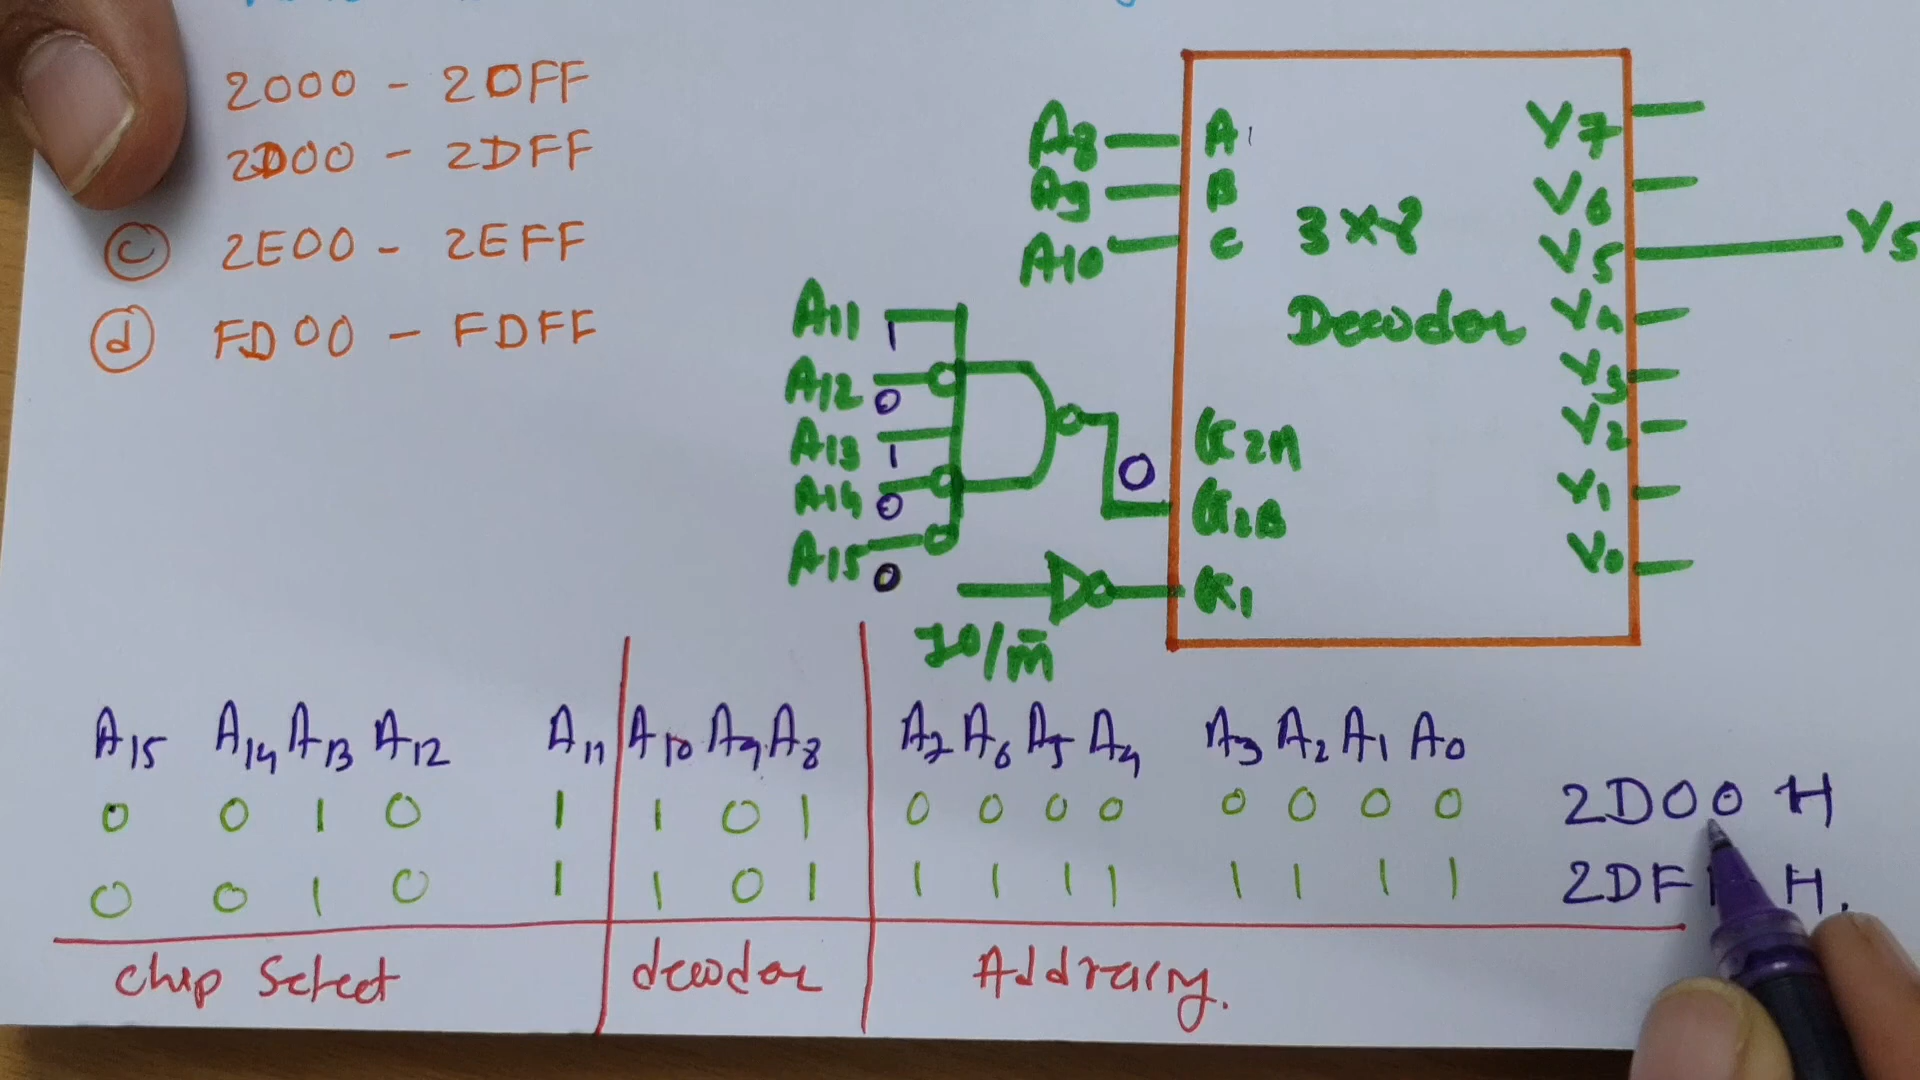 2000 - 20FF
2D00 - 2DFF
c 2E00 - 2EFF
d FD00 - FDFF
A8 A
A9 B
A10 C
3x8
Decoder
Y7
Y6
Y5 Y5
Y4
Y3
Y2
Y1
Y0
A11 1
A12 0
A13 1
A14 0
A15 0
0
G2A
G2B
G1
IO/m̄
A15 A14 A13 A12 A11 A10 A9 A8 A7 A6 A5 A4 A3 A2 A1 A0
0 0 1 0 1 1 0 1 0 0 0 0 0 0 0 0 2D00 H
0 0 1 0 1 1 0 1 1 1 1 1 1 1 1 1 2DF H.
chip select decoder Addressing.